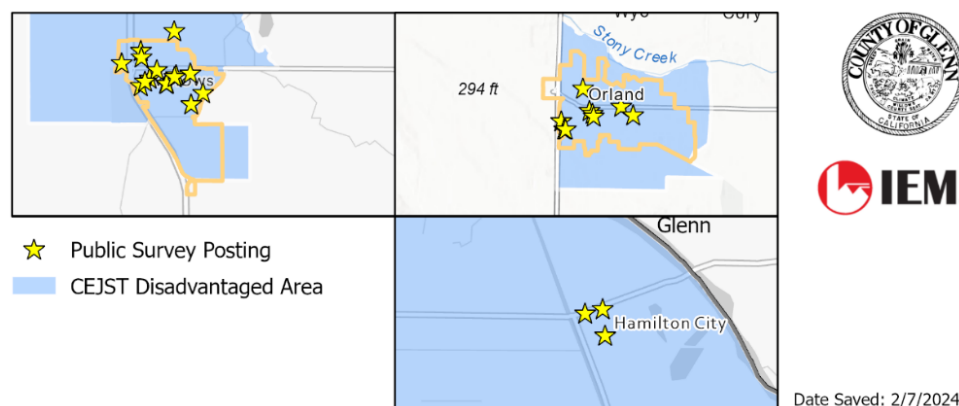 Stony Creek
294 ft
Orland
COUNTY OF GLENN
STATE OF
CALIFORNIA
IEM
Public Survey Posting
CEJST Disadvantaged Area
Glenn
Hamilton City
Date Saved: 2/7/2024